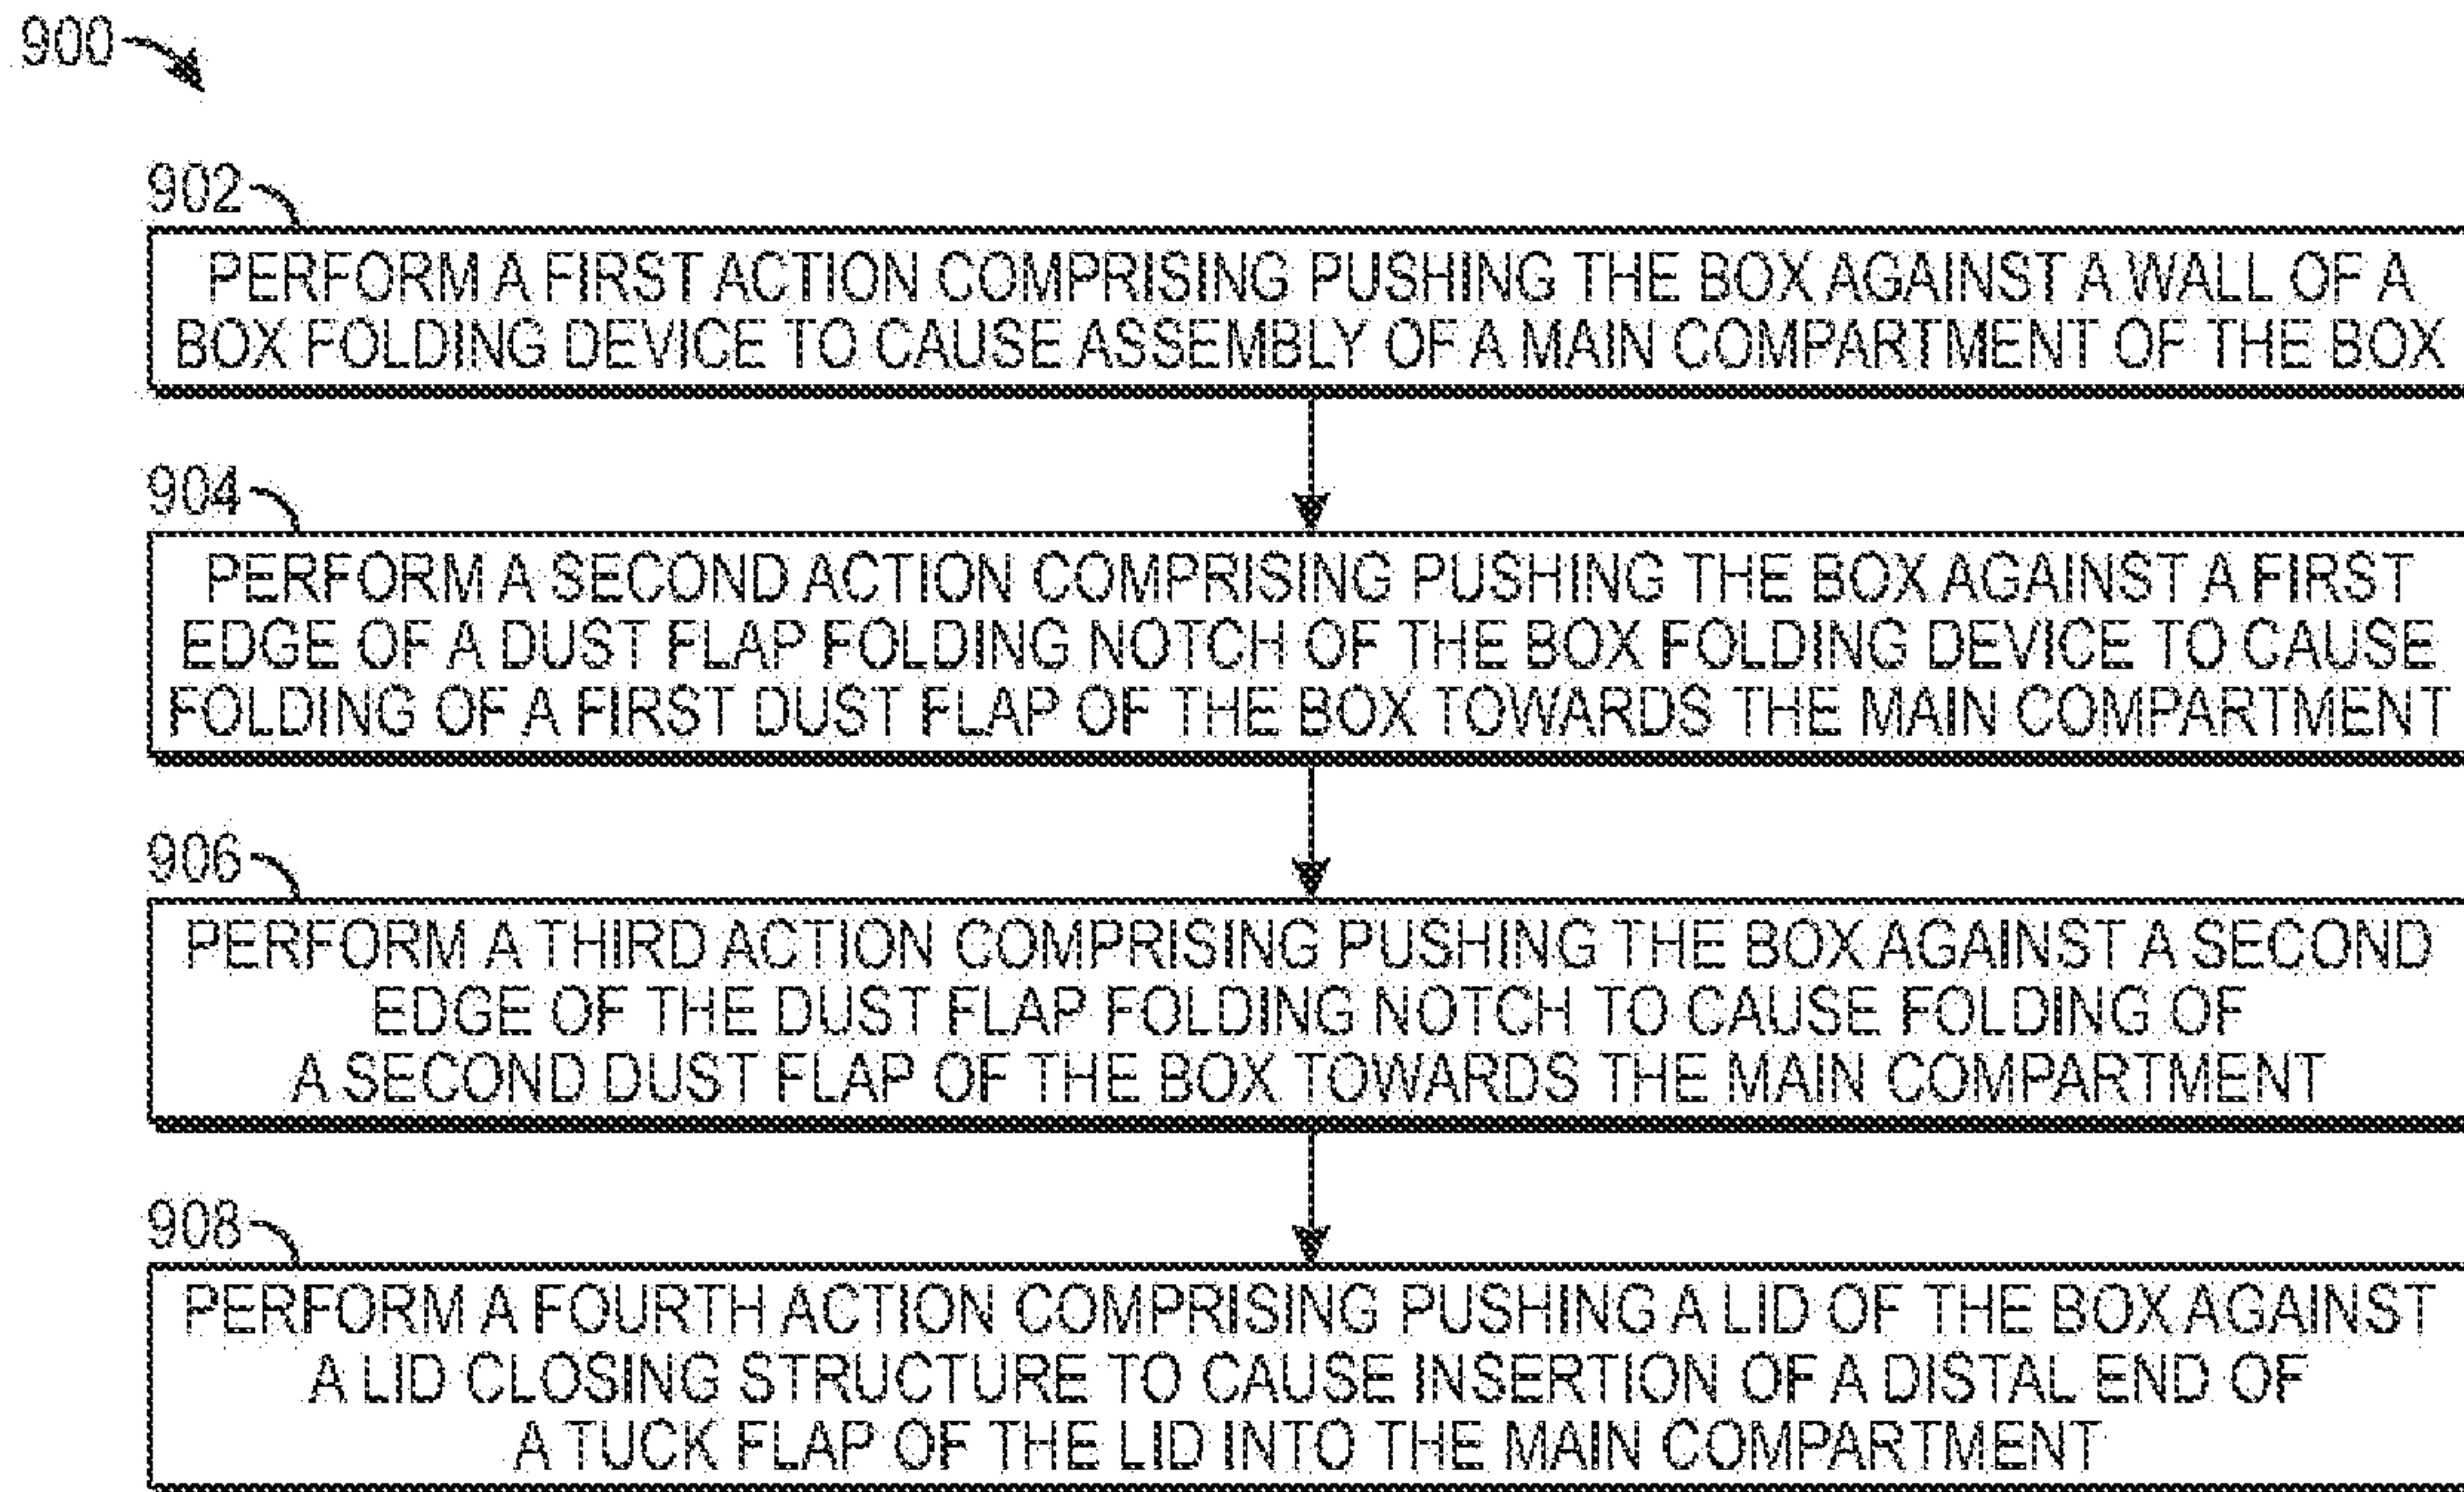 900
902
PERFORM A FIRST ACTION COMPRISING PUSHING THE BOX AGAINST A WALL OF A
BOX FOLDING DEVICE TO CAUSE ASSEMBLY OF A MAIN COMPARTMENT OF THE BOX
904
PERFORM A SECOND ACTION COMPRISING PUSHING THE BOX AGAINST A FIRST
EDGE OF A DUST FLAP FOLDING NOTCH OF THE BOX FOLDING DEVICE TO CAUSE
FOLDING OF A FIRST DUST FLAP OF THE BOX TOWARDS THE MAIN COMPARTMENT
906
PERFORM A THIRD ACTION COMPRISING PUSHING THE BOX AGAINST A SECOND
EDGE OF THE DUST FLAP FOLDING NOTCH TO CAUSE FOLDING OF
A SECOND DUST FLAP OF THE BOX TOWARDS THE MAIN COMPARTMENT
908
PERFORM A FOURTH ACTION COMPRISING PUSHING A LID OF THE BOX AGAINST
A LID CLOSING STRUCTURE TO CAUSE INSERTION OF A DISTAL END OF
A TUCK FLAP OF THE LID INTO THE MAIN COMPARTMENT